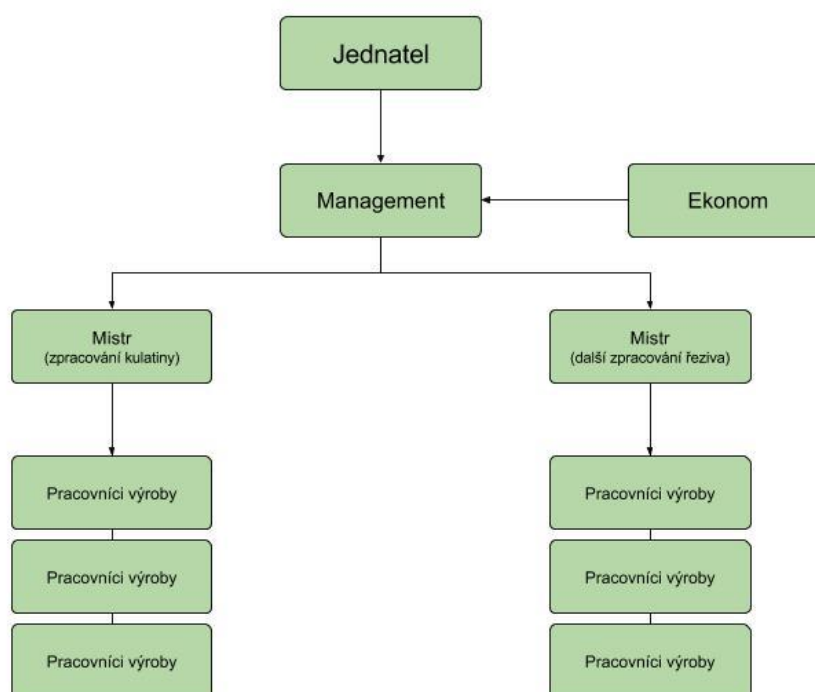 Jednatel
Management
Ekonom
Mistr
(zpracování kulatiny)
Mistr
(další zpracování řeziva)
Pracovníci výroby
Pracovníci výroby
Pracovníci výroby
Pracovníci výroby
Pracovníci výroby
Pracovníci výroby